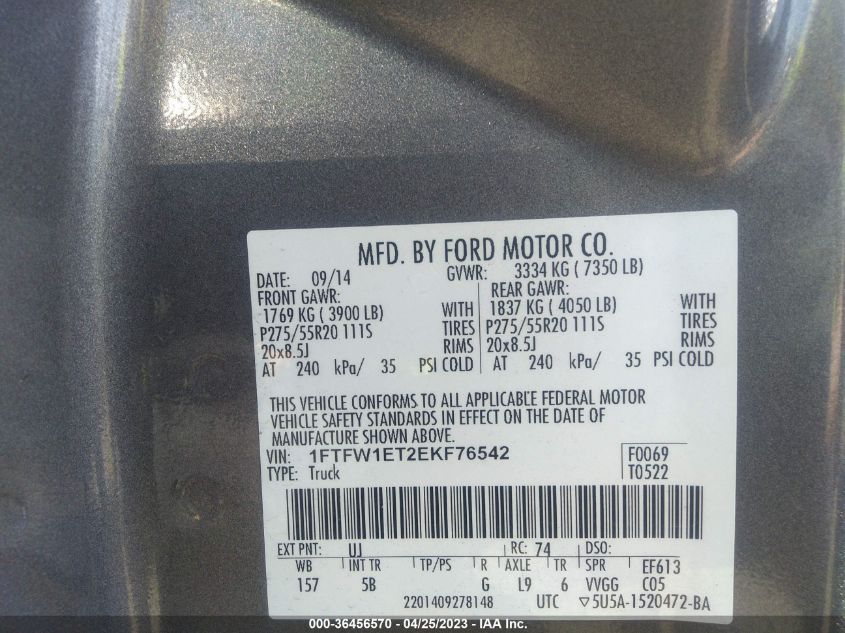 MFD. BY FORD MOTOR CO.
DATE: 09/14 GVWR: 3334 KG ( 7350 LB)
FRONT GAWR: REAR GAWR:
1769 KG ( 3900 LB) WITH 1837 KG ( 4050 LB) WITH
P275/55R20 111S TIRES P275/55R20 111S TIRES
20x8.5J RIMS 20x8.5J RIMS
AT 240 kPa/ 35 PSI COLD AT 240 kPa/ 35 PSI COLD
THIS VEHICLE CONFORMS TO ALL APPLICABLE FEDERAL MOTOR
VEHICLE SAFETY STANDARDS IN EFFECT ON THE DATE OF
MANUFACTURE SHOWN ABOVE.
VIN: 1FTFW1ET2EKF76542 F0069
TYPE: Truck T0522
EXT PNT: UJ RC: 74 DSO:
WB INT TR TP/PS R AXLE TR SPR EF613
157 5B G L9 6 VVGG C05
2201409278148 UTC ▽5U5A-1520472-BA
000-36456570 - 04/25/2023 - IAA Inc.